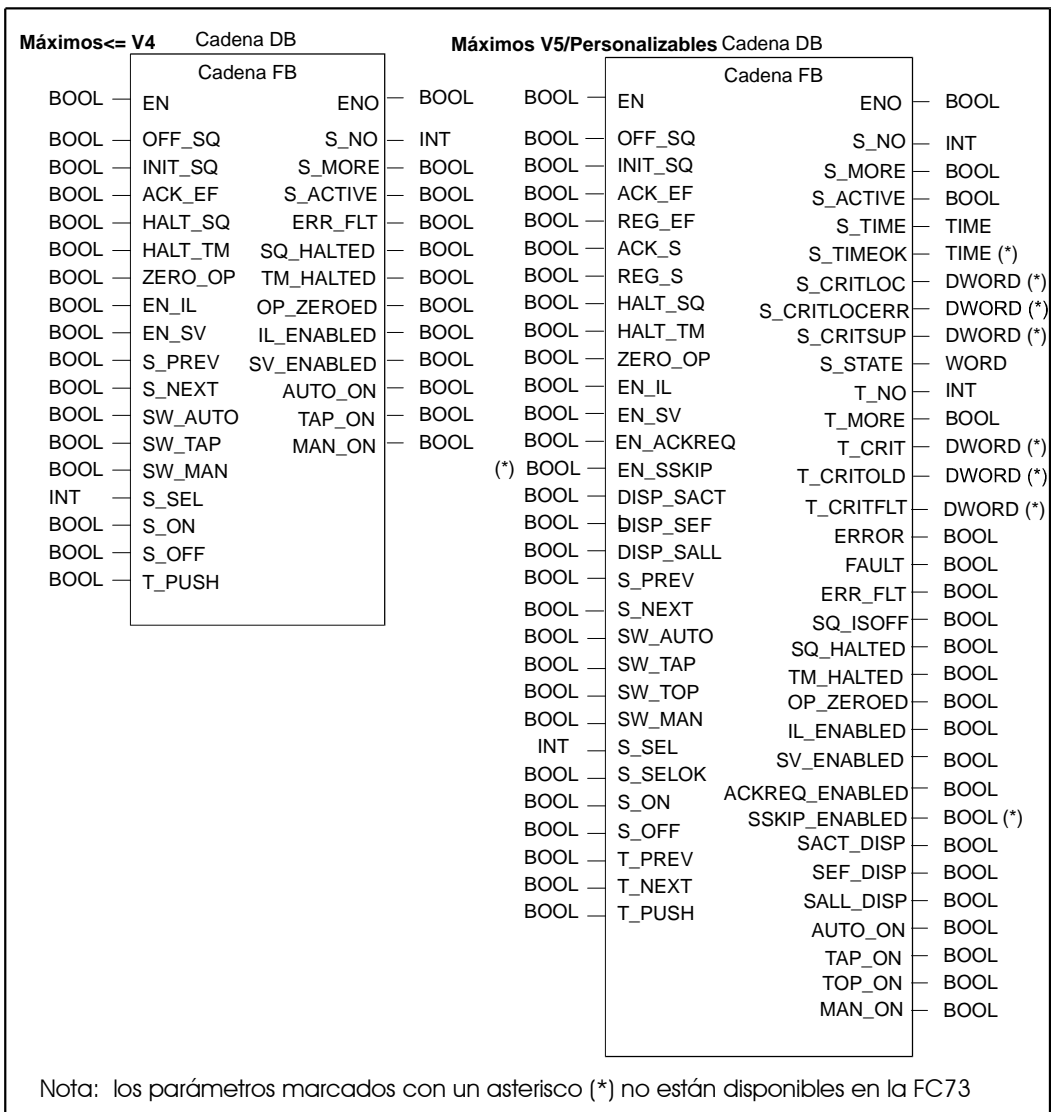 Máximos<= V4 Cadena DB
Cadena FB
BOOL EN ENO BOOL
BOOL OFF_SQ S_NO INT
BOOL INIT_SQ S_MORE BOOL
BOOL ACK_EF S_ACTIVE BOOL
BOOL HALT_SQ ERR_FLT BOOL
BOOL HALT_TM SQ_HALTED BOOL
BOOL ZERO_OP TM_HALTED BOOL
BOOL EN_IL OP_ZEROED BOOL
BOOL EN_SV IL_ENABLED BOOL
BOOL S_PREV SV_ENABLED BOOL
BOOL S_NEXT AUTO_ON BOOL
BOOL SW_AUTO TAP_ON BOOL
BOOL SW_TAP MAN_ON BOOL
BOOL SW_MAN
INT S_SEL
BOOL S_ON
BOOL S_OFF
BOOL T_PUSH
Máximos V5/Personalizables Cadena DB
Cadena FB
BOOL EN ENO BOOL
BOOL OFF_SQ S_NO INT
BOOL INIT_SQ S_MORE BOOL
BOOL ACK_EF S_ACTIVE BOOL
BOOL REG_EF S_TIME TIME
BOOL ACK_S S_TIMEOK TIME (*)
BOOL REG_S S_CRITLOC DWORD (*)
BOOL HALT_SQ S_CRITLOCERR DWORD (*)
BOOL HALT_TM S_CRITSUP DWORD (*)
BOOL ZERO_OP S_STATE WORD
BOOL EN_IL T_NO INT
BOOL EN_SV T_MORE BOOL
BOOL EN_ACKREQ T_CRIT DWORD (*)
(*) BOOL EN_SSKIP T_CRITOLD DWORD (*)
BOOL DISP_SACT T_CRITFLT DWORD (*)
BOOL L DISP_SEF ERROR BOOL
BOOL DISP_SALL FAULT BOOL
BOOL S_PREV ERR_FLT BOOL
BOOL S_NEXT SQ_ISOFF BOOL
BOOL SW_AUTO SQ_HALTED BOOL
BOOL SW_TAP TM_HALTED BOOL
BOOL SW_TOP OP_ZEROED BOOL
BOOL SW_MAN IL_ENABLED BOOL
INT S_SEL SV_ENABLED BOOL
BOOL S_SELOK ACKREQ_ENABLED BOOL
BOOL S_ON SSKIP_ENABLED BOOL (*)
BOOL S_OFF SACT_DISP BOOL
BOOL T_PREV SEF_DISP BOOL
BOOL T_NEXT SALL_DISP BOOL
BOOL T_PUSH AUTO_ON BOOL
TAP_ON BOOL
TOP_ON BOOL
MAN_ON BOOL
Nota: los parámetros marcados con un asterisco (*) no están disponibles en la FC73